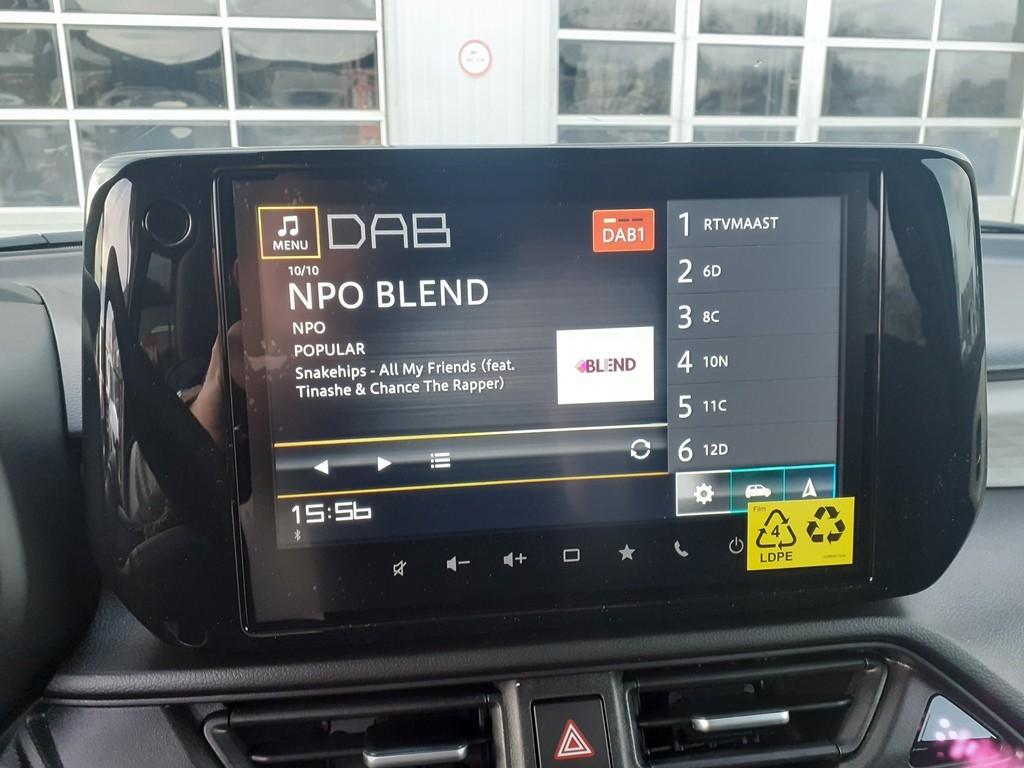 DAB
MENU
DAB1
10/10
NPO BLEND
NPO
POPULAR
Snakehips - All My Friends (feat.
Tinashe & Chance The Rapper)
BLEND
15:56
1 RTVMAAST
2 6D
3 8C
4 10N
5 11C
6 12D
Film
4
LDPE